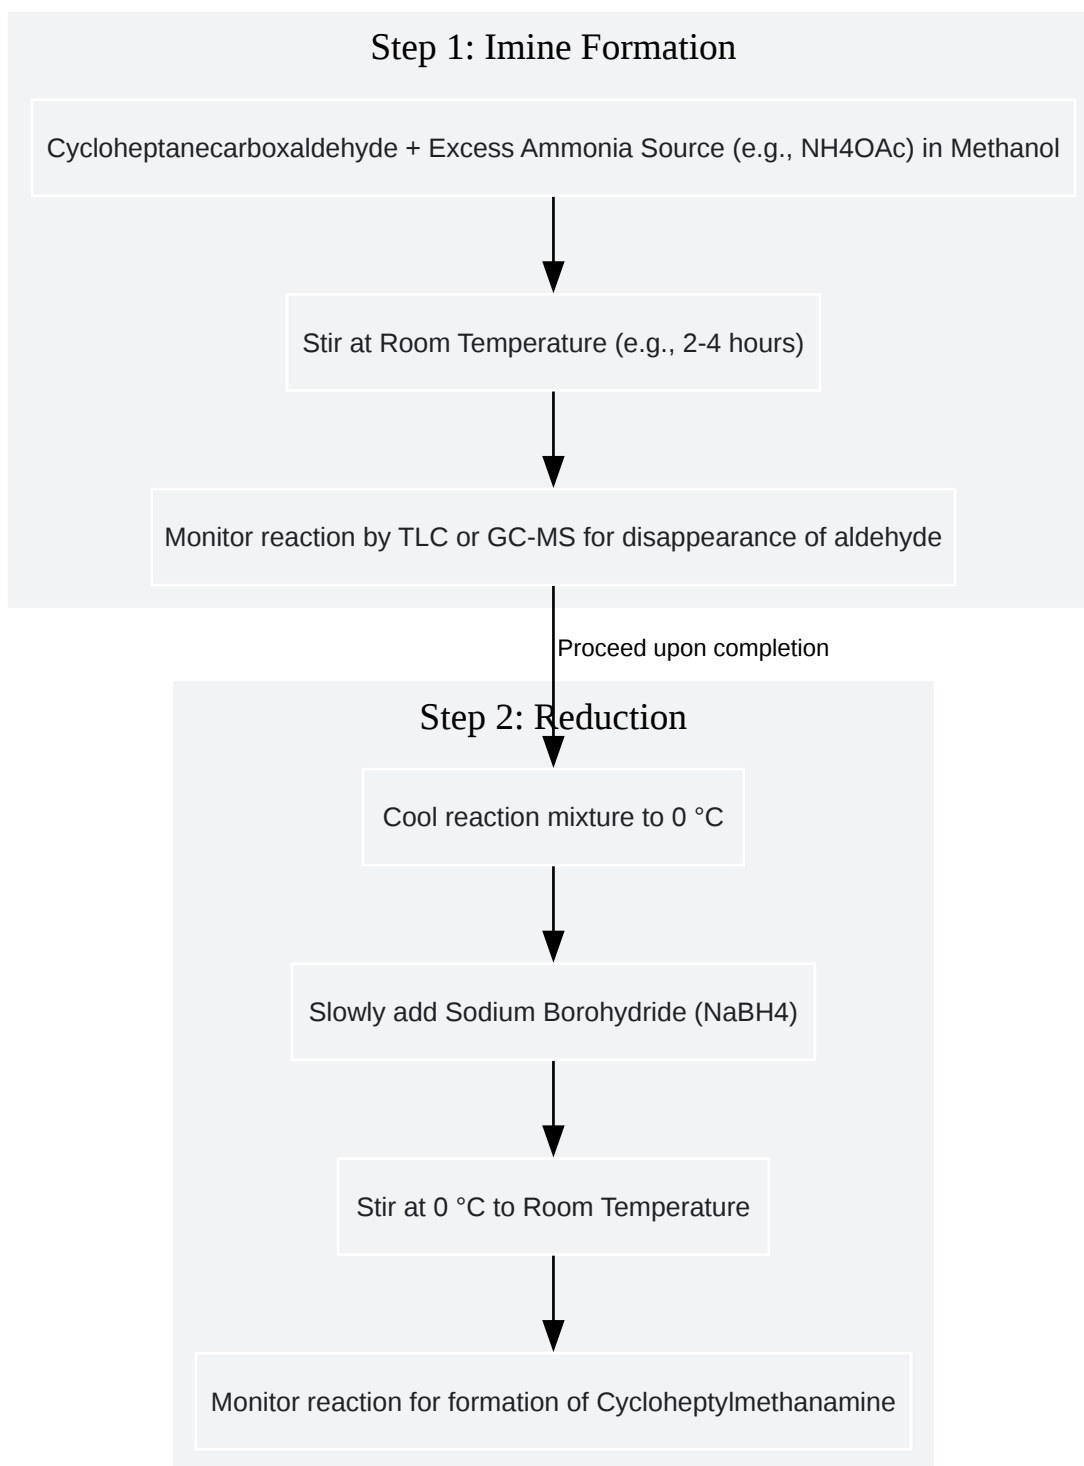 Step 1: Imine Formation
Cycloheptanecarboxaldehyde + Excess Ammonia Source (e.g., NH4OAc) in Methanol
Stir at Room Temperature (e.g., 2-4 hours)
Monitor reaction by TLC or GC-MS for disappearance of aldehyde
Proceed upon completion
Step 2: Reduction
Cool reaction mixture to 0 °C
Slowly add Sodium Borohydride (NaBH4)
Stir at 0 °C to Room Temperature
Monitor reaction for formation of Cycloheptylmethanamine